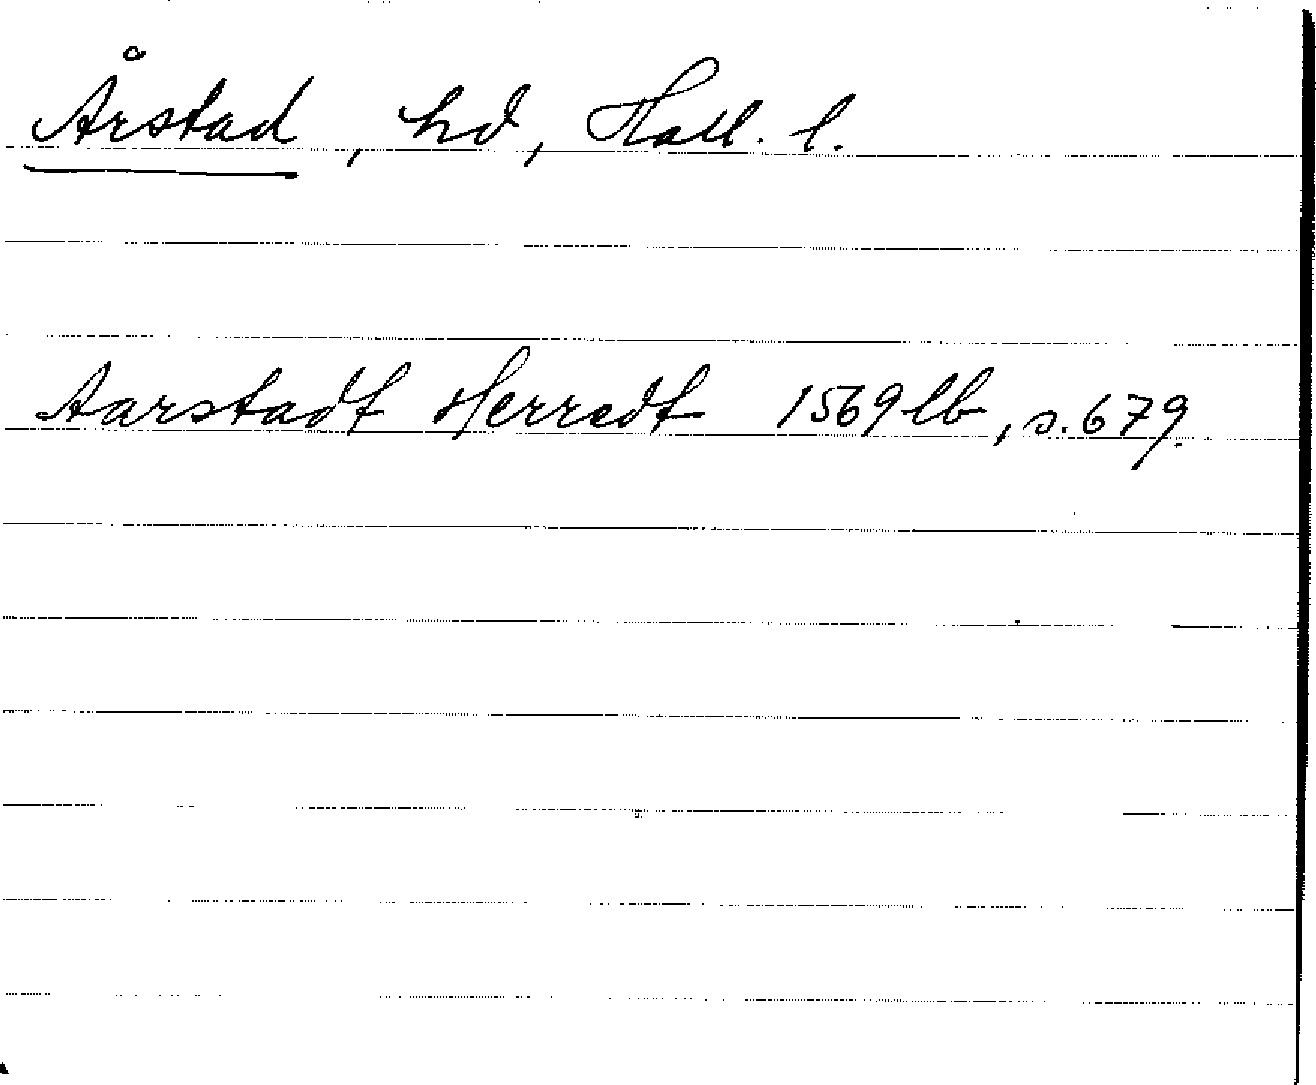 Årstad, hd, Hall. l.
Aarstadt Herredt 1569 lb, s. 679.